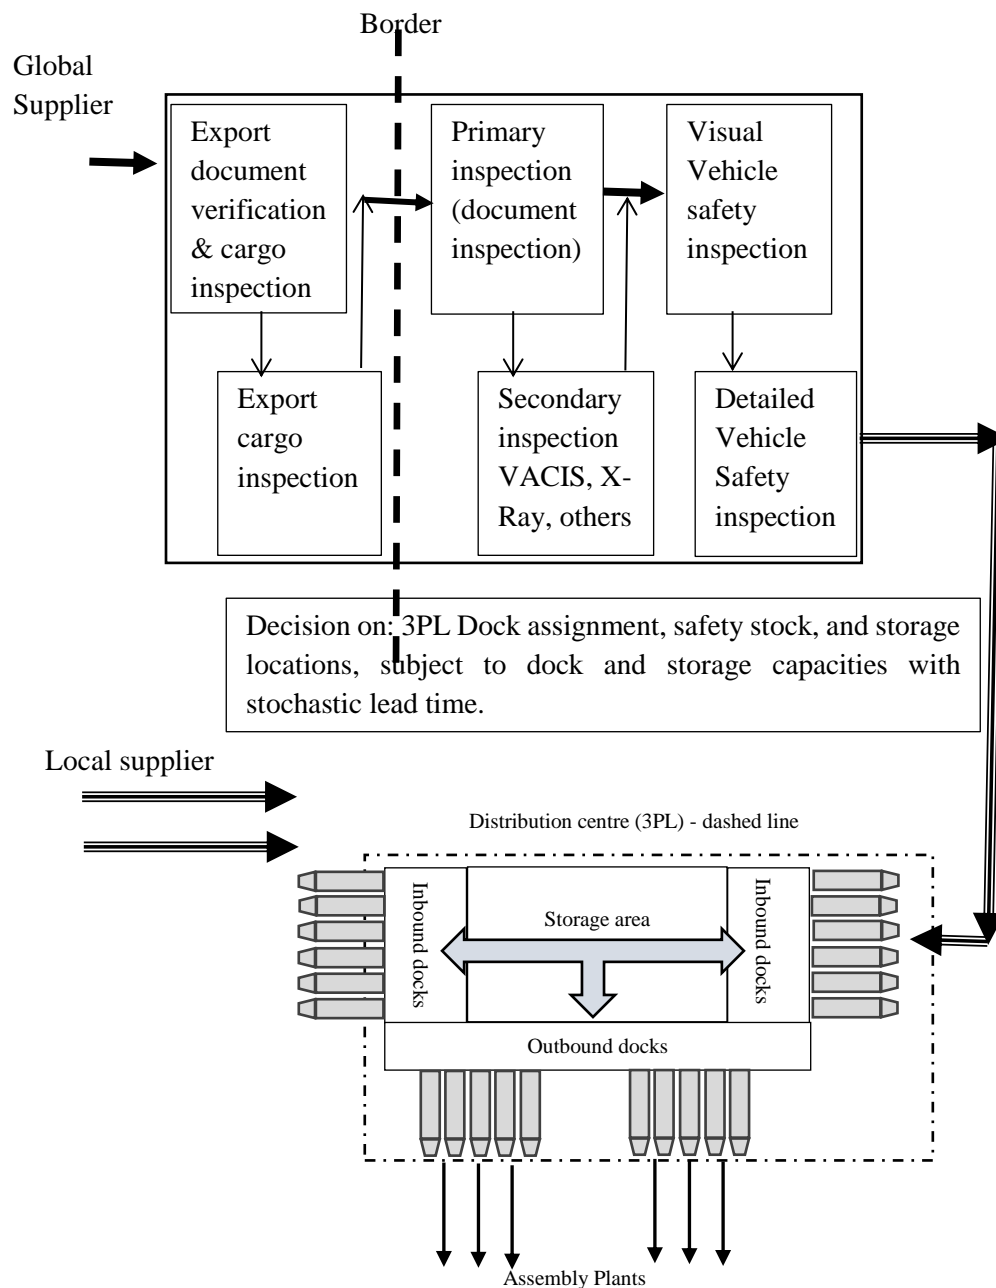 Border
Global
Supplier
Export
document
verification
& cargo
inspection
Primary
inspection
(document
inspection)
Visual
Vehicle
safety
inspection
Export
cargo
inspection
Secondary
inspection
VACIS, X-
Ray, others
Detailed
Vehicle
Safety
inspection
Decision on: 3PL Dock assignment, safety stock, and storage
locations, subject to dock and storage capacities with
stochastic lead time.
Local supplier
Distribution centre (3PL) - dashed line
Inbound docks
Storage area
Inbound docks
Outbound docks
Assembly Plants